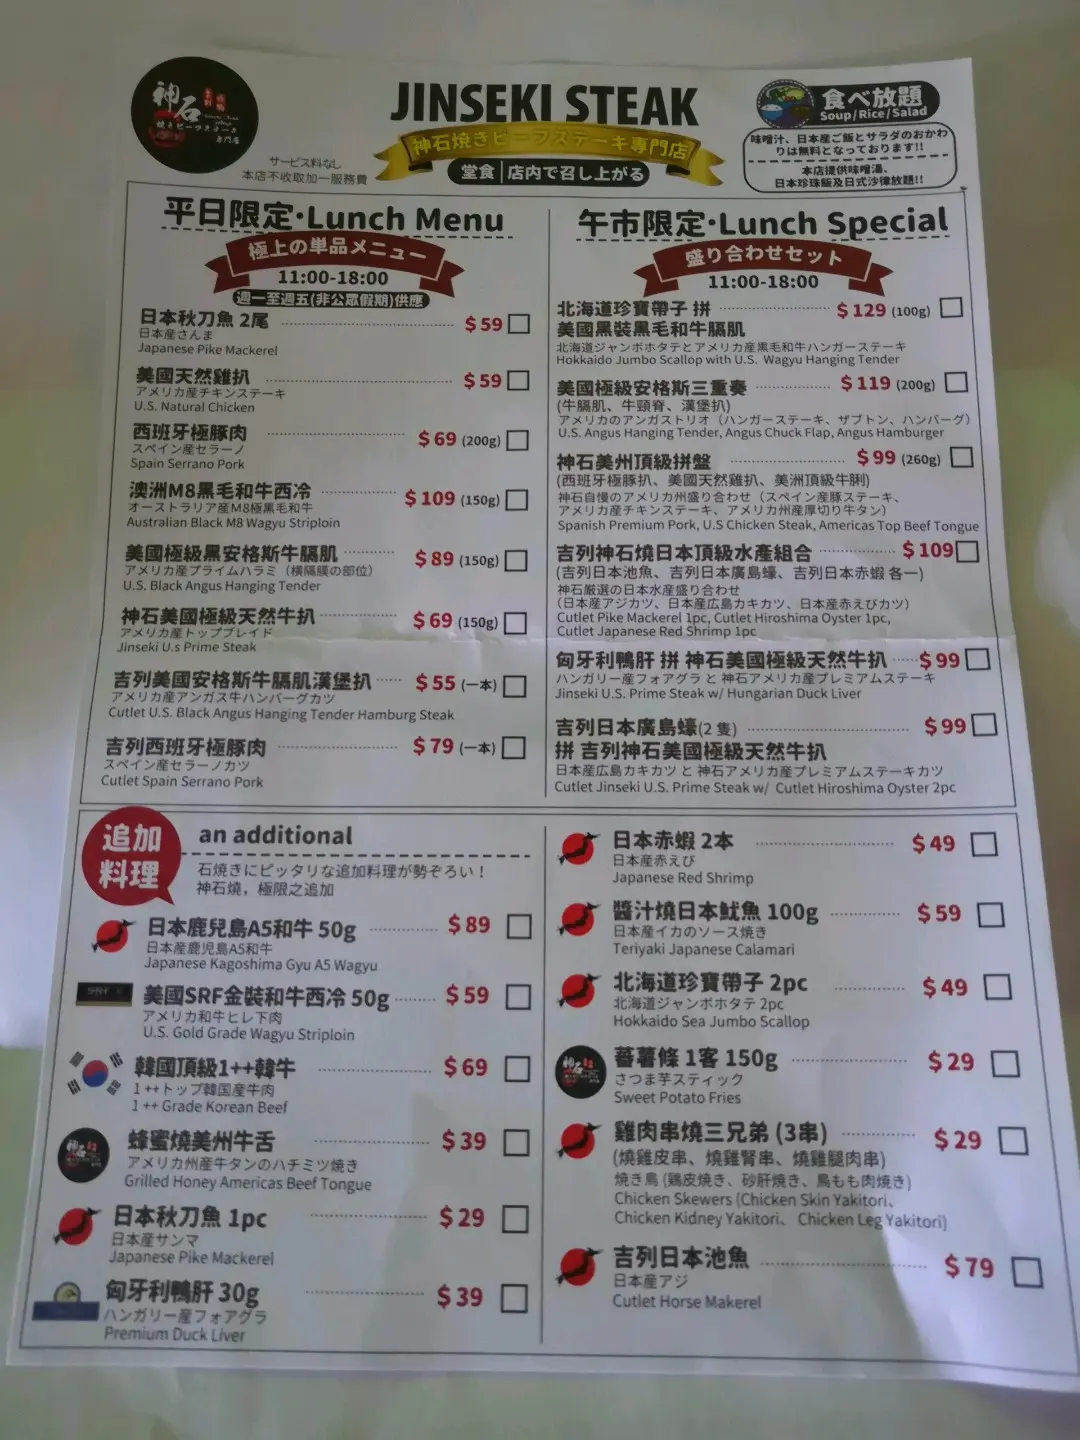 神石
焼きビーフステーキ
専門店
サービス料なし
本店不收取加一服務費
JINSEKI STEAK
神石焼きビーフステーキ専門店
堂食|店内で召し上がる
食べ放題
Soup/Rice/Salad
味噌汁、日本産ご飯とサラダのおかわ
りは無料となっております!!
本店提供味噌湯、
日本珍珠飯及日式沙律放題!!
平日限定·Lunch Menu
極上の単品メニュー
11:00-18:00
週一至週五(非公眾假期)供應
日本秋刀魚 2尾 $59
日本産さんま
Japanese Pike Mackerel
美國天然雞扒 $59
アメリカ産チキンステーキ
U.S. Natural Chicken
西班牙極豚肉 $69 (200g)
スペイン産セラーノ
Spain Serrano Pork
澳洲M8黑毛和牛西冷 $109 (150g)
オーストラリア産M8極黒毛和牛
Australian Black M8 Wagyu Striploin
美國極級黑安格斯牛膈肌 $89 (150g)
アメリカ産プライムハラミ（横隔膜の部位）
U.S. Black Angus Hanging Tender
神石美國極級天然牛扒 $69 (150g)
アメリカ産トップブレイド
Jinseki U.s Prime Steak
吉列美國安格斯牛膈肌漢堡扒 $55 (一本)
アメリカ産アンガス牛ハンバーグカツ
Cutlet U.S. Black Angus Hanging Tender Hamburg Steak
吉列西班牙極豚肉 $79 (一本)
スペイン産セラーノカツ
Cutlet Spain Serrano Pork
午市限定·Lunch Special
盛り合わせセット
11:00-18:00
北海道珍寶帶子 拼 $129 (100g)
美國黑裝黑毛和牛膈肌
北海道ジャンボホタテとアメリカ産黒毛和牛ハンガーステーキ
Hokkaido Jumbo Scallop with U.S. Wagyu Hanging Tender
美國極級安格斯三重奏 $119 (200g)
(牛膈肌、牛頸脊、漢堡扒)
アメリカのアンガストリオ（ハンガーステーキ、ザブトン、ハンバーグ）
U.S. Angus Hanging Tender, Angus Chuck Flap, Angus Hamburger
神石美州頂級拼盤 $99 (260g)
(西班牙極豚扒、美國天然雞扒、美洲頂級牛脷)
神石自慢のアメリカ州盛り合わせ（スペイン産豚ステーキ、
アメリカ産チキンステーキ、アメリカ州産厚切り牛タン）
Spanish Premium Pork, U.S Chicken Steak, Americas Top Beef Tongue
吉列神石燒日本頂級水產組合 $109
(吉列日本池魚、吉列日本廣島蠔、吉列日本赤蝦 各一)
神石厳選の日本水産盛り合わせ
（日本産アジカツ、日本産広島カキカツ、日本産赤えびカツ）
Cutlet Pike Mackerel 1pc, Cutlet Hiroshima Oyster 1pc,
Cutlet Japanese Red Shrimp 1pc
匈牙利鴨肝 拼 神石美國極級天然牛扒 $99
ハンガリー産フォアグラ と 神石アメリカ産プレミアムステーキ
Jinseki U.S. Prime Steak w/ Hungarian Duck Liver
吉列日本廣島蠔(2 隻) $99
拼 吉列神石美國極級天然牛扒
日本産広島カキカツ と 神石アメリカ産プレミアムステーキカツ
Cutlet Jinseki U.S. Prime Steak w/ Cutlet Hiroshima Oyster 2pc
追加
料理
an additional
石焼きにピッタリな追加料理が勢ぞろい！
神石燒，極限之追加
日本鹿兒島A5和牛 50g $89
日本産鹿児島A5和牛
Japanese Kagoshima Gyu A5 Wagyu
SRF
美國SRF金裝和牛西冷 50g $59
アメリカ和牛ヒレ下肉
U.S. Gold Grade Wagyu Striploin
韓國頂級1++韓牛 $69
1 ++トップ韓国産牛肉
1 ++ Grade Korean Beef
神石
蜂蜜燒美州牛舌 $39
アメリカ州産牛タンのハチミツ焼き
Grilled Honey Americas Beef Tongue
日本秋刀魚 1pc $29
日本産サンマ
Japanese Pike Mackerel
匈牙利鴨肝 30g $39
ハンガリー産フォアグラ
Premium Duck Liver
日本赤蝦 2本 $49
日本産赤えび
Japanese Red Shrimp
醬汁燒日本魷魚 100g $59
日本産イカのソース焼き
Teriyaki Japanese Calamari
北海道珍寶帶子 2pc $49
北海道ジャンボホタテ 2pc
Hokkaido Sea Jumbo Scallop
神石
蕃薯條 1客 150g $29
さつま芋スティック
Sweet Potato Fries
雞肉串燒三兄弟 (3串) $29
(燒雞皮串、燒雞腎串、燒雞腿肉串)
焼き鳥 (鶏皮焼き、砂肝焼き、鳥もも肉焼き)
Chicken Skewers (Chicken Skin Yakitori、
Chicken Kidney Yakitori、 Chicken Leg Yakitori)
吉列日本池魚 $79
日本産アジ
Cutlet Horse Makerel